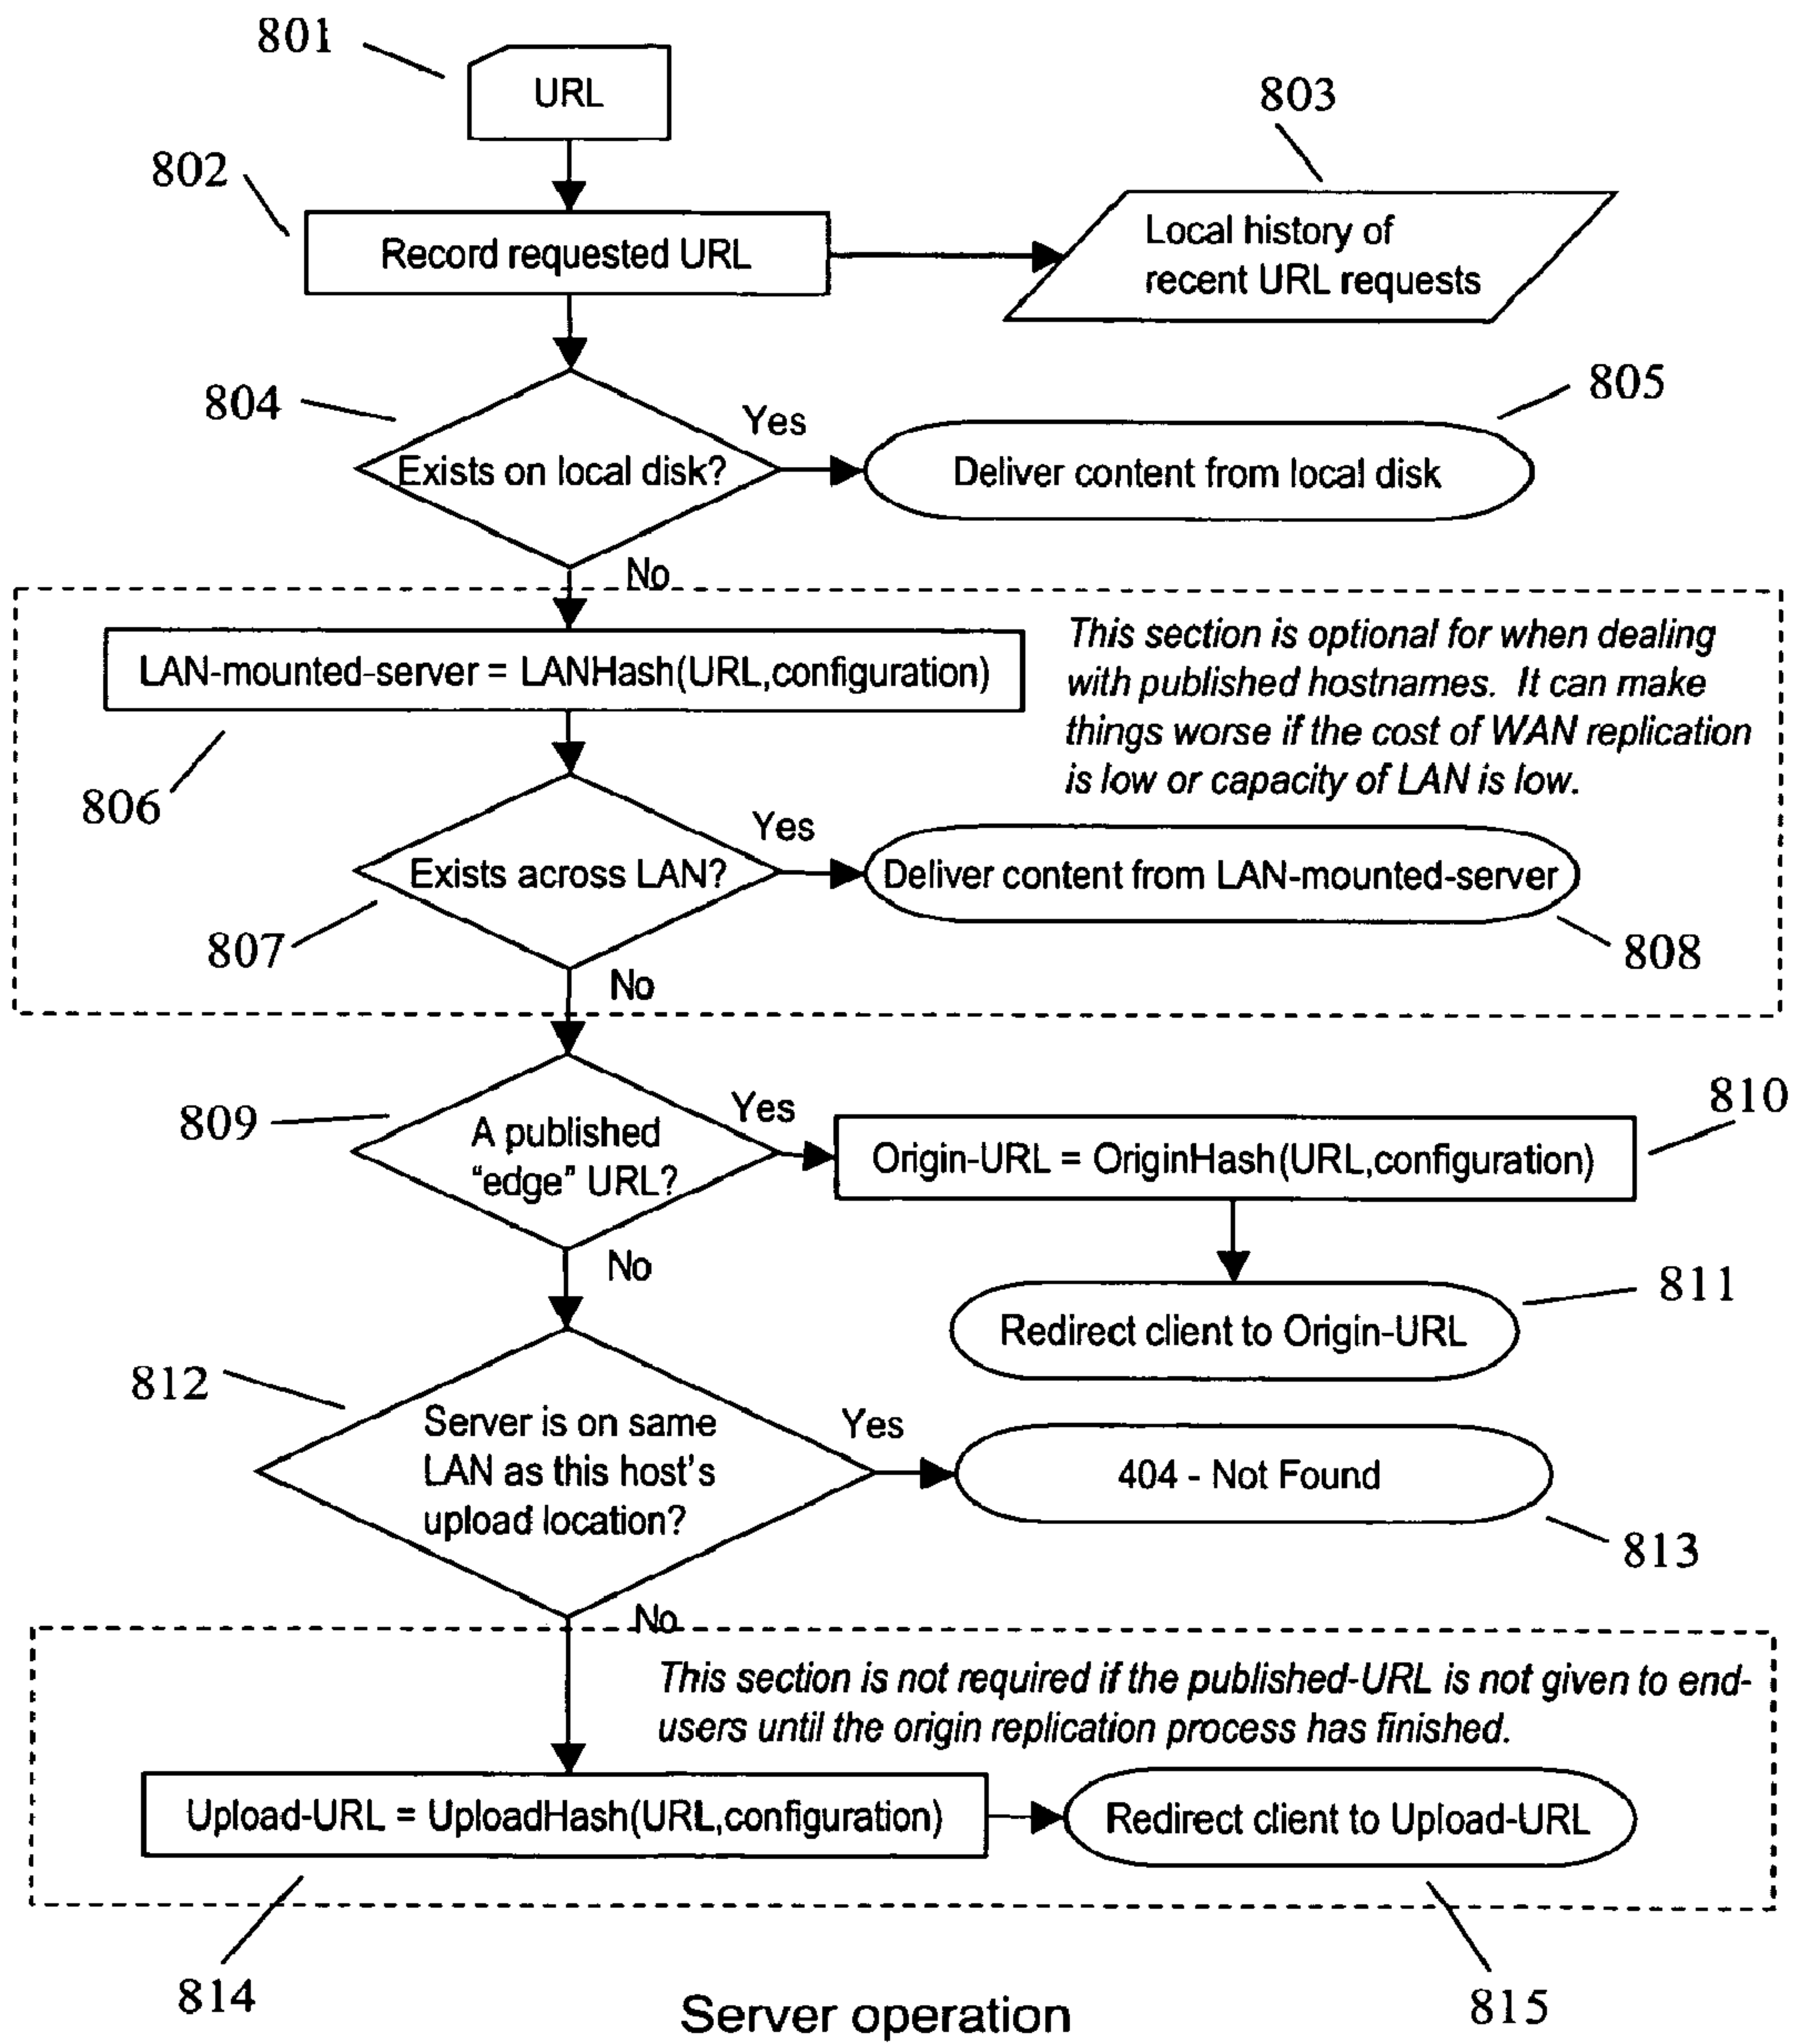 801
URL
803
802
Record requested URL
Local history of
recent URL requests
804
Yes
805
Exists on local disk?
Deliver content from local disk
No
LAN-mounted-server = LANHash(URL,configuration)
This section is optional for when dealing
with published hostnames. It can make
things worse if the cost of WAN replication
is low or capacity of LAN is low.
806
Yes
Exists across LAN?
Deliver content from LAN-mounted-server
807
808
No
809
Yes
810
A published
“edge” URL?
Origin-URL = OriginHash(URL,configuration)
No
811
Redirect client to Origin-URL
812
Server is on same
LAN as this host's
upload location?
Yes
404 - Not Found
813
No
This section is not required if the published-URL is not given to end-
users until the origin replication process has finished.
Upload-URL = UploadHash(URL,configuration)
Redirect client to Upload-URL
814
815
Server operation